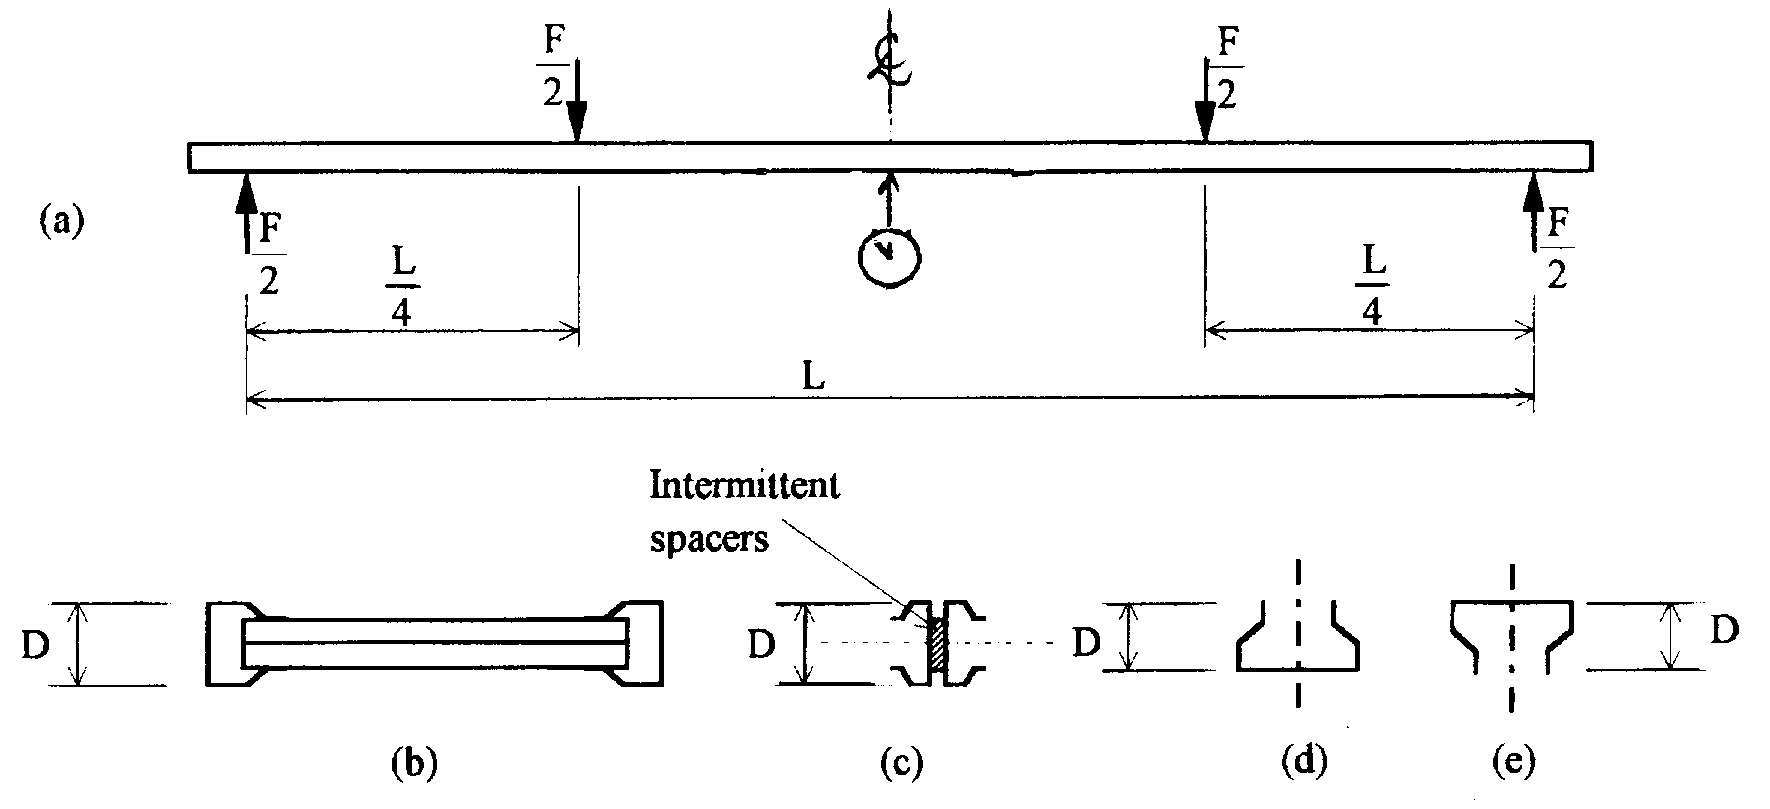 F
2
℄
F
2
(a)
F
2
L
4
L
4
F
2
L
Intermittent
spacers
D
D
D
D
(b)
(c)
(d)
(e)